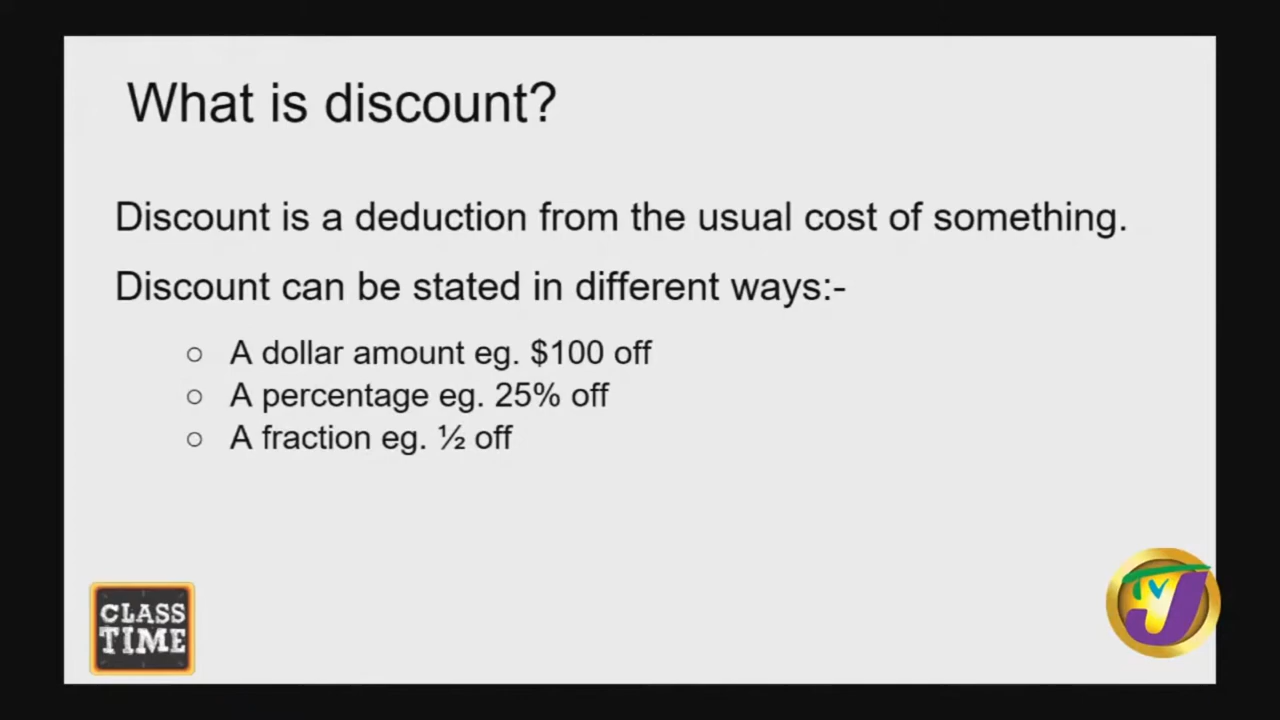 What is discount?
Discount is a deduction from the usual cost of something.
Discount can be stated in different ways:-
○ A dollar amount eg. $100 off
○ A percentage eg. 25% off
○ A fraction eg. ½ off
CLASS
TIME
TVJ